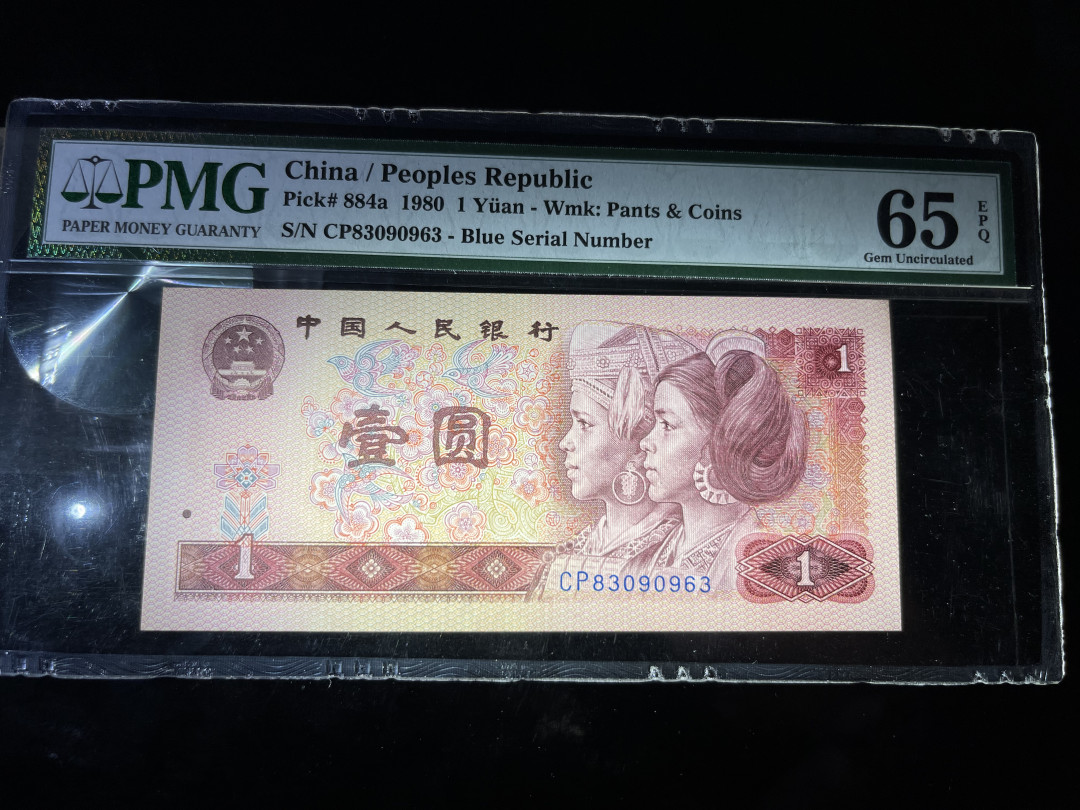 PMG
PAPER MONEY GUARANTY
China / Peoples Republic
Pick# 884a 1980 1 Yüan - Wmk: Pants & Coins
S/N CP83090963 - Blue Serial Number
65
EPQ
Gem Uncirculated
中国人民银行
1
壹圆
1
CP83090963
1